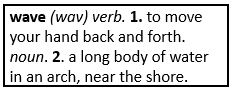 wave (wav) verb. 1. to move
your hand back and forth.
noun. 2. a long body of water
in an arch, near the shore.